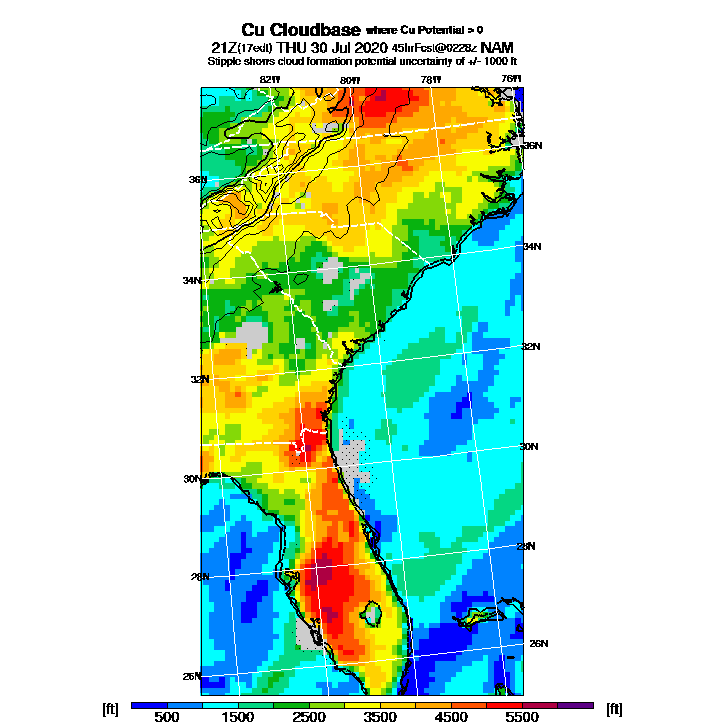 Cu Cloudbase where Cu Potential > 0
21Z(17edt) THU 30 Jul 2020 45hrFcst@0228z NAM
Stipple shows cloud formation potential uncertainty of +/- 1000 ft
82W 80W 78W 76W
36N
36N
34N
34N
32N
32N
30N
30N
28N
28N
26N
26N
[ft] 500 1500 2500 3500 4500 5500 [ft]